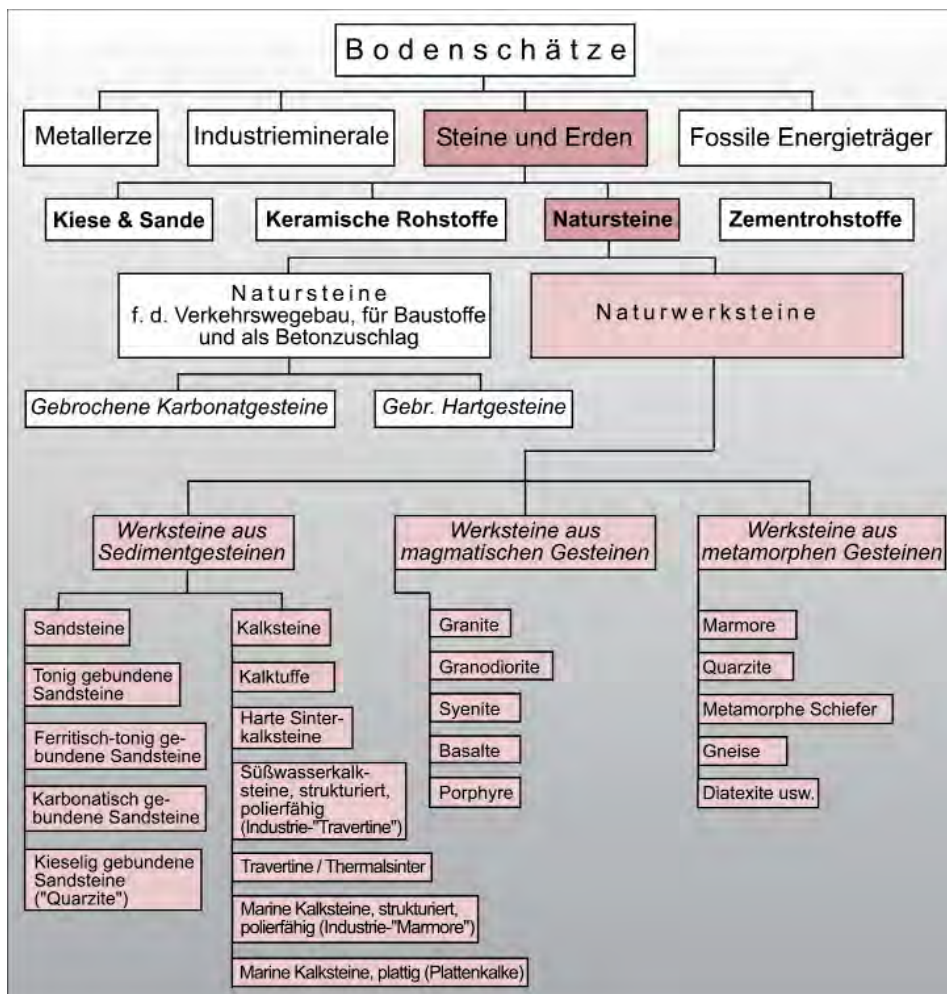 Bodenschätze
Metallerze
Industrieminerale
Steine und Erden
Fossile Energieträger
Kiese & Sande
Keramische Rohstoffe
Natursteine
Zementrohstoffe
Natursteine
f. d. Verkehrswegebau, für Baustoffe
und als Betonzuschlag
Naturwerksteine
Gebrochene Karbonatgesteine
Gebr. Hartgesteine
Werksteine aus
Sedimentgesteinen
Werksteine aus
magmatischen Gesteinen
Werksteine aus
metamorphen Gesteinen
Sandsteine
Tonig gebundene
Sandsteine
Ferritisch-tonig ge-
bundene Sandsteine
Karbonatisch ge-
bundene Sandsteine
Kieselig gebundene
Sandsteine
("Quarzite")
Kalksteine
Kalktuffe
Harte Sinter-
kalksteine
Süßwasserkalk-
steine, strukturiert,
polierfähig
(Industrie-"Travertine")
Travertine / Thermalsinter
Marine Kalksteine, strukturiert,
polierfähig (Industrie-"Marmore")
Marine Kalksteine, plattig (Plattenkalke)
Granite
Granodiorite
Syenite
Basalte
Porphyre
Marmore
Quarzite
Metamorphe Schiefer
Gneise
Diatexite usw.